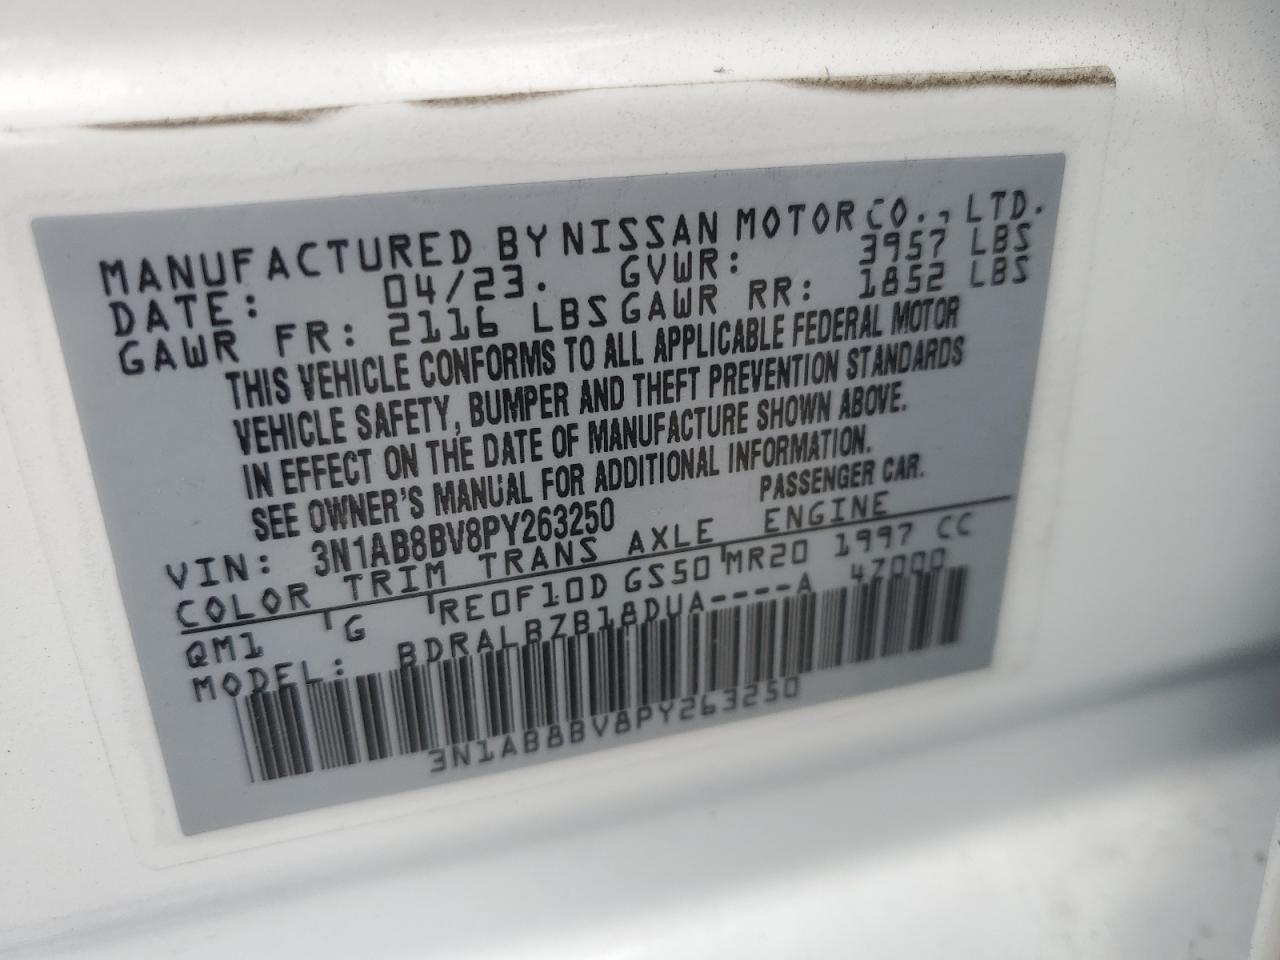 MANUFACTURED BY NISSAN MOTOR CO., LTD.
DATE: 04/23. GVWR: 3957 LBS
GAWR FR: 2116 LBS GAWR RR: 1852 LBS
THIS VEHICLE CONFORMS TO ALL APPLICABLE FEDERAL MOTOR
VEHICLE SAFETY, BUMPER AND THEFT PREVENTION STANDARDS
IN EFFECT ON THE DATE OF MANUFACTURE SHOWN ABOVE.
SEE OWNER'S MANUAL FOR ADDITIONAL INFORMATION.
VIN: 3N1AB8BV8PY263250 PASSENGER CAR.
COLOR TRIM TRANS AXLE ENGINE
QM1 G RE0F10D GS50 MR20 1997 CC
MODEL: BDRALBZB18DUA----A 47000
3N1AB8BV8PY263250